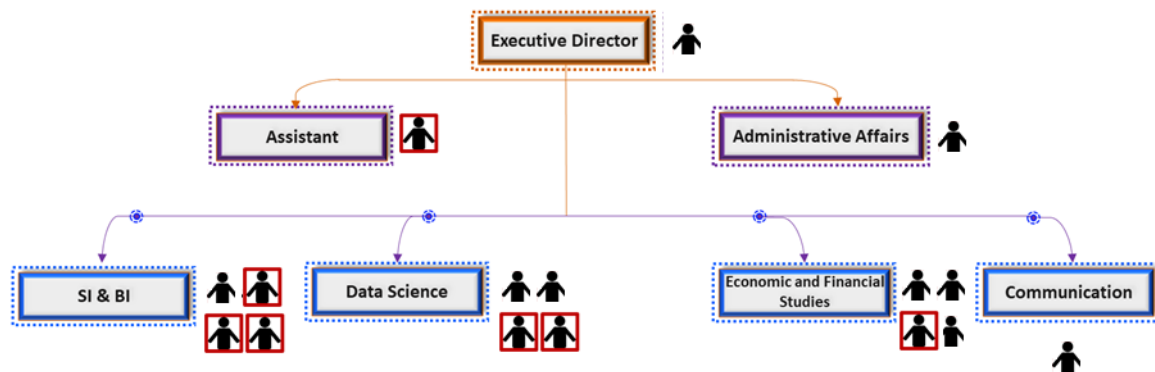 Executive Director
Assistant
Administrative Affairs
SI & BI
Data Science
Economic and Financial
Studies
Communication